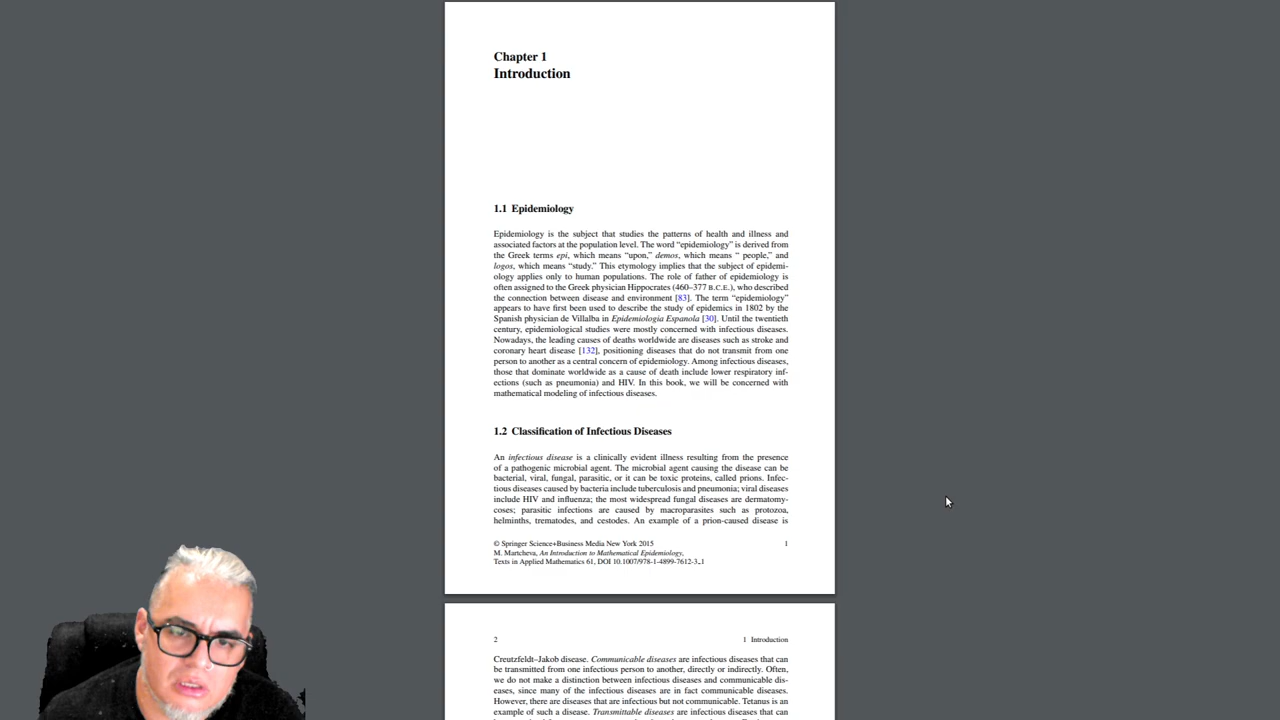 Chapter 1
Introduction
1.1 Epidemiology
Epidemiology is the subject that studies the patterns of health and illness and
associated factors at the population level. The word “epidemiology” is derived from
the Greek terms epi, which means “upon,” demos, which means “ people,” and
logos, which means “study.” This etymology implies that the subject of epidemi-
ology applies only to human populations. The role of father of epidemiology is
often assigned to the Greek physician Hippocrates (460–377 B.C.E.), who described
the connection between disease and environment [83]. The term “epidemiology”
appears to have first been used to describe the study of epidemics in 1802 by the
Spanish physician de Villalba in Epidemiologia Espanola [30]. Until the twentieth
century, epidemiological studies were mostly concerned with infectious diseases.
Nowadays, the leading causes of deaths worldwide are diseases such as stroke and
coronary heart disease [132], positioning diseases that do not transmit from one
person to another as a central concern of epidemiology. Among infectious diseases,
those that dominate worldwide as a cause of death include lower respiratory inf-
ections (such as pneumonia) and HIV. In this book, we will be concerned with
mathematical modeling of infectious diseases.
1.2 Classification of Infectious Diseases
An infectious disease is a clinically evident illness resulting from the presence
of a pathogenic microbial agent. The microbial agent causing the disease can be
bacterial, viral, fungal, parasitic, or it can be toxic proteins, called prions. Infec-
tious diseases caused by bacteria include tuberculosis and pneumonia; viral diseases
include HIV and influenza; the most widespread fungal diseases are dermatomy-
coses; parasitic infections are caused by macroparasites such as protozoa,
helminths, trematodes, and cestodes. An example of a prion-caused disease is
© Springer Science+Business Media New York 2015 1
M. Martcheva, An Introduction to Mathematical Epidemiology,
Texts in Applied Mathematics 61, DOI 10.1007/978-1-4899-7612-3_1
2 1 Introduction
Creutzfeldt–Jakob disease. Communicable diseases are infectious diseases that can
be transmitted from one infectious person to another, directly or indirectly. Often,
we do not make a distinction between infectious diseases and communicable dis-
eases, since many of the infectious diseases are in fact communicable diseases.
However, there are diseases that are infectious but not communicable. Tetanus is an
example of such a disease. Transmittable diseases are infectious diseases that can